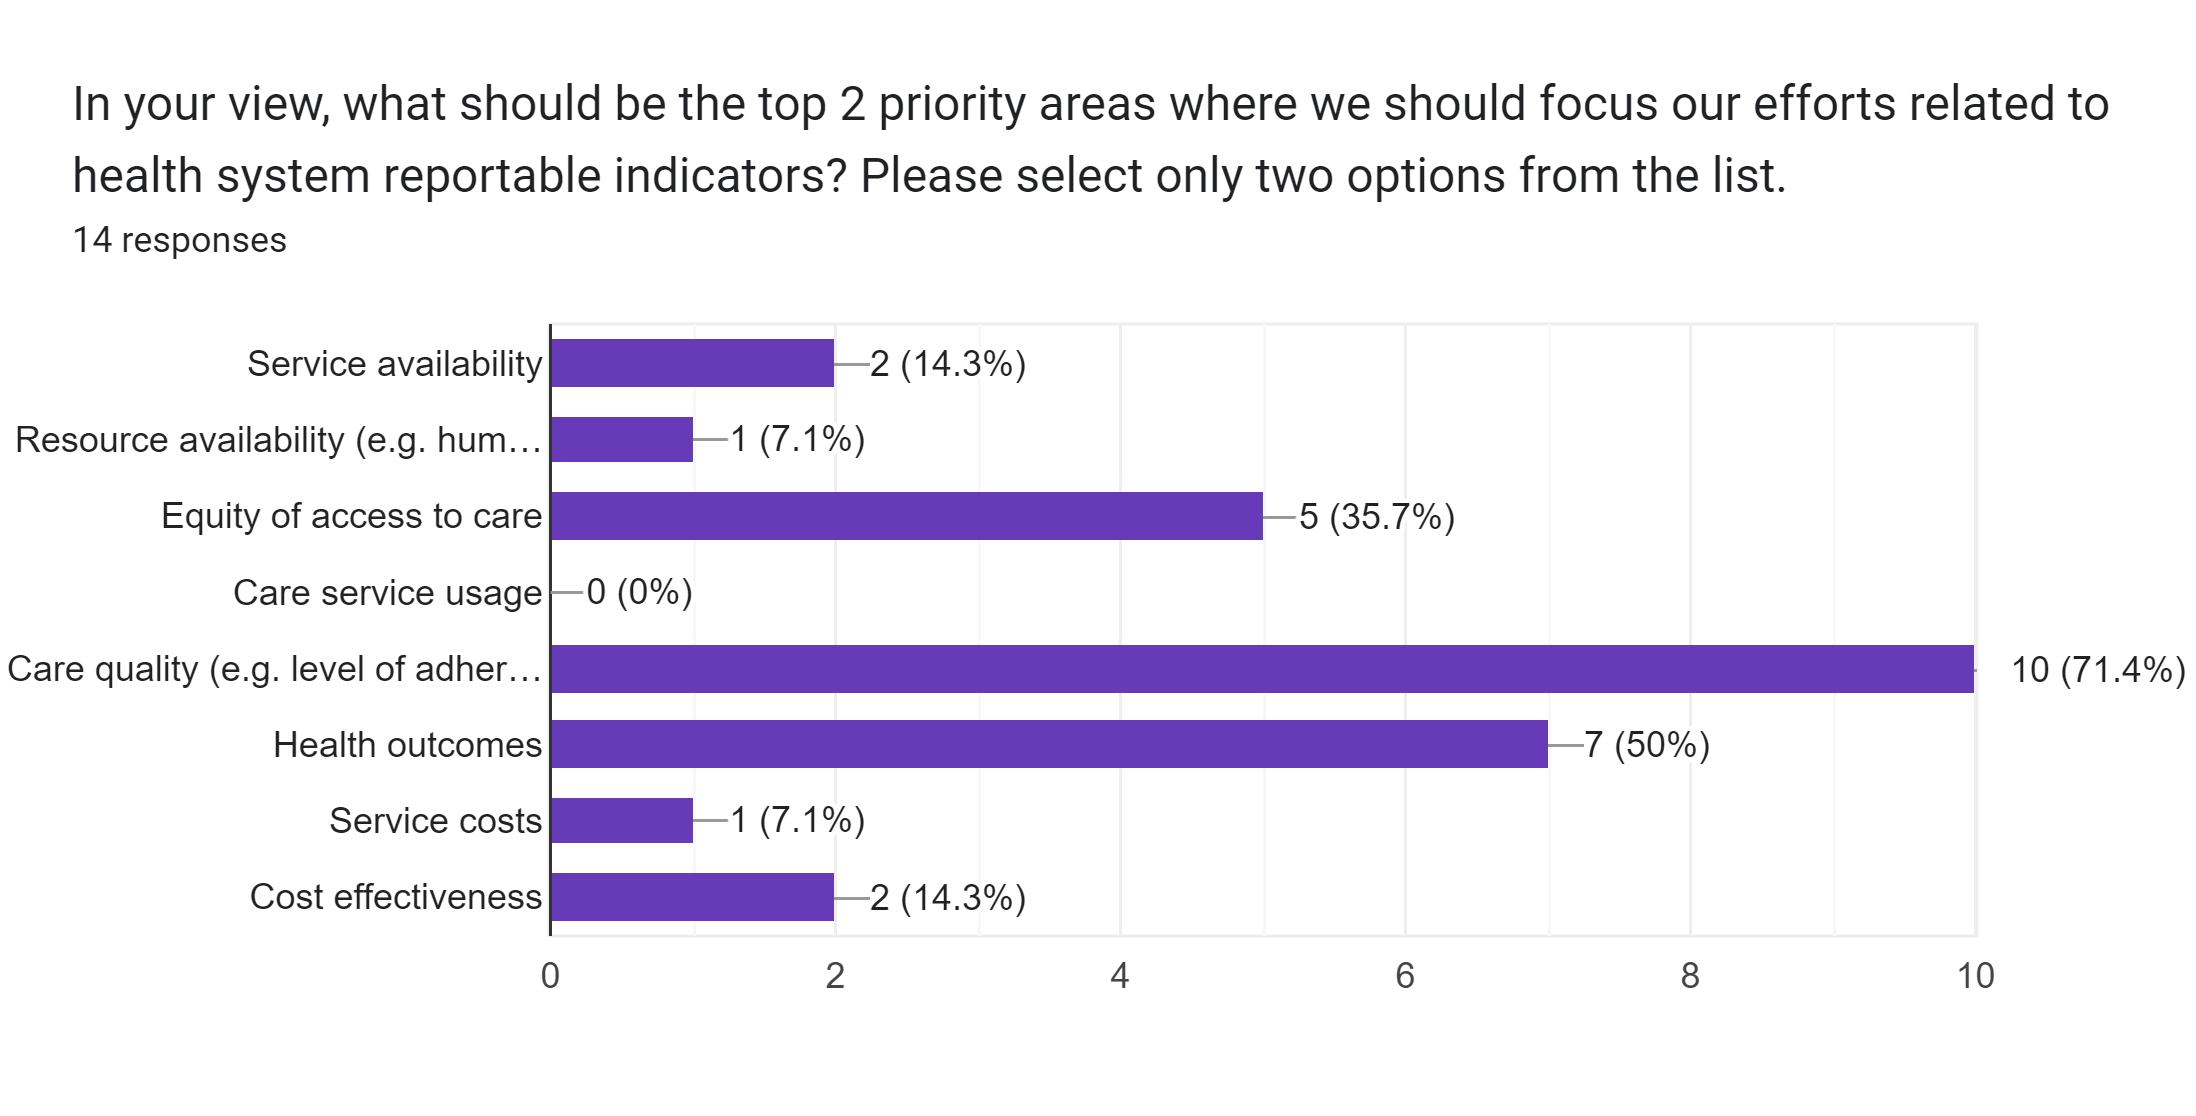 In your view, what should be the top 2 priority areas where we should focus our efforts related to
health system reportable indicators? Please select only two options from the list.
14 responses
Service availability 2 (14.3%)
Resource availability (e.g. hum… 1 (7.1%)
Equity of access to care 5 (35.7%)
Care service usage 0 (0%)
Care quality (e.g. level of adher… 10 (71.4%)
Health outcomes 7 (50%)
Service costs 1 (7.1%)
Cost effectiveness 2 (14.3%)
0 2 4 6 8 10